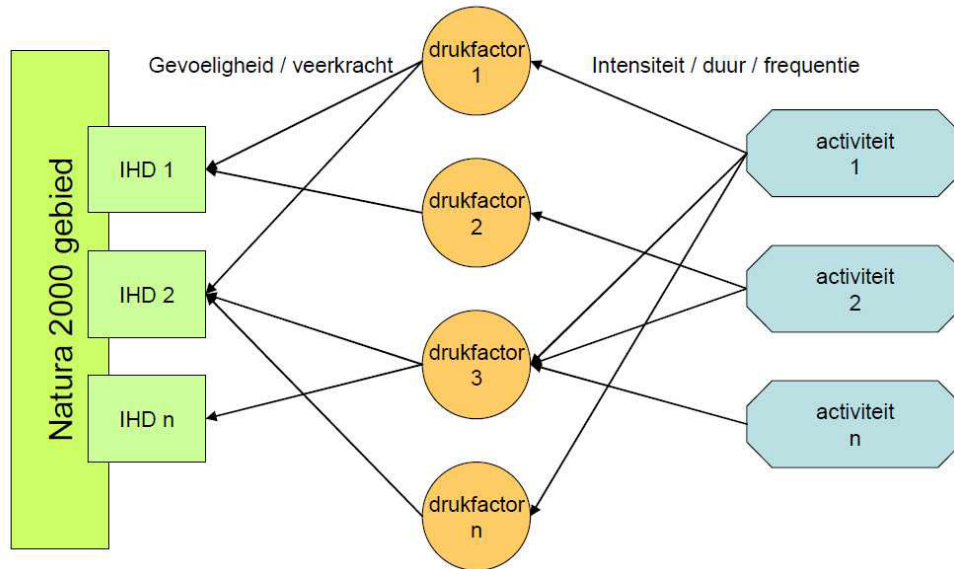 Natura 2000 gebied
Gevoeligheid / veerkracht
Intensiteit / duur / frequentie
IHD 1
IHD 2
IHD n
drukfactor
1
drukfactor
2
drukfactor
3
drukfactor
n
activiteit
1
activiteit
2
activiteit
n